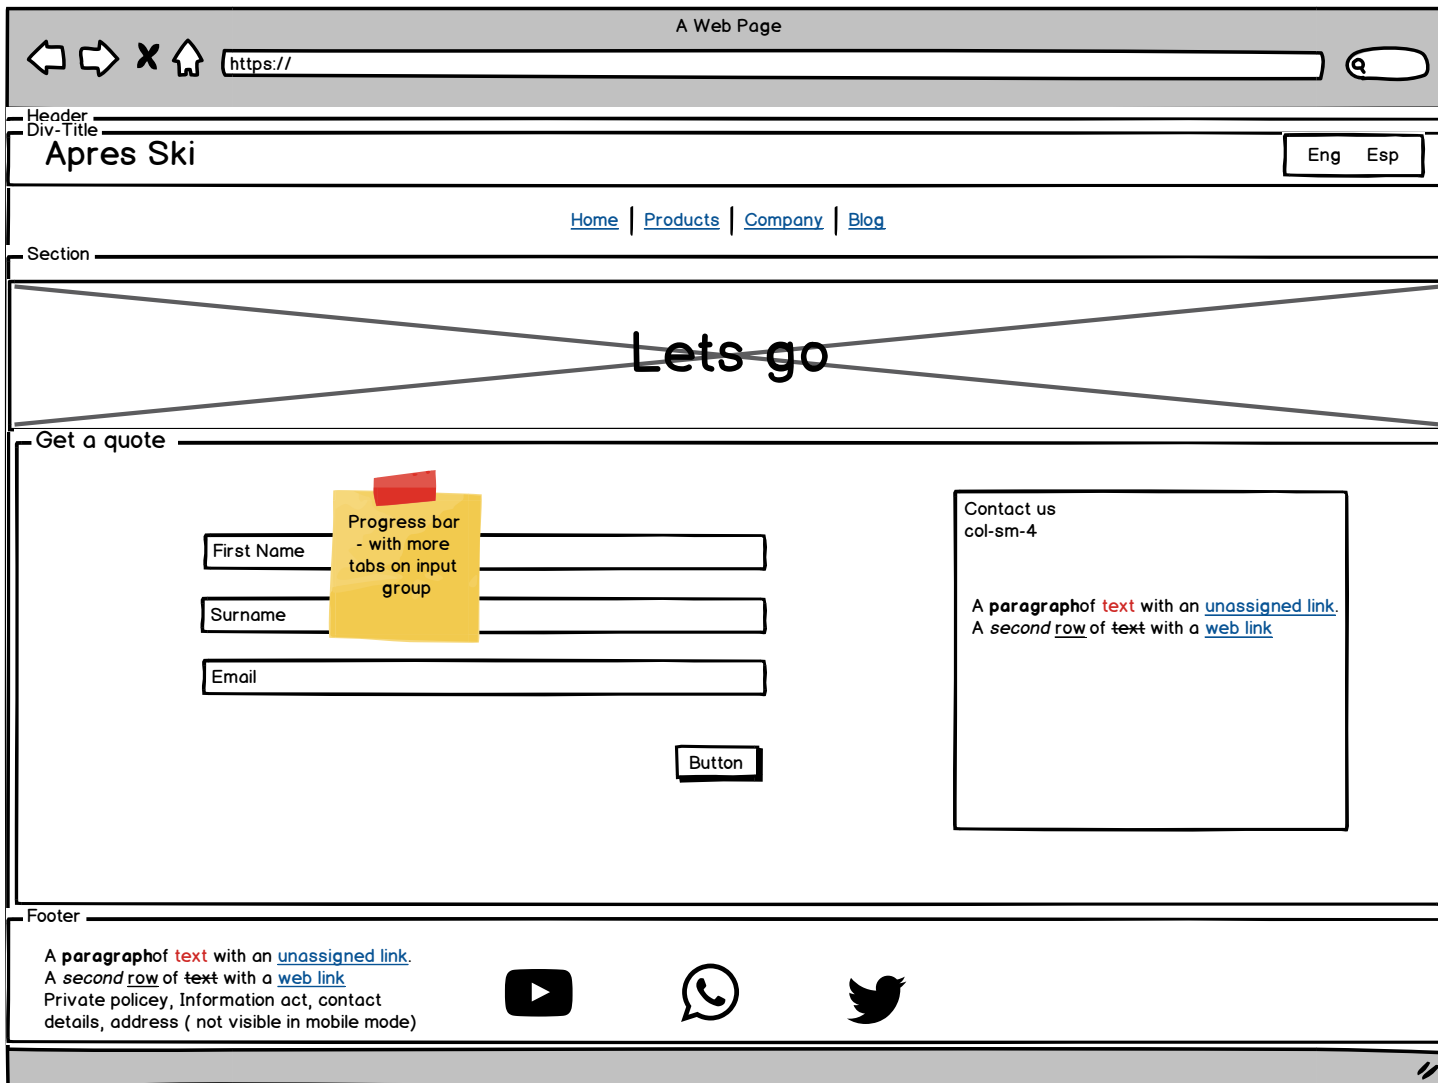 A Web Page
https://
Header
Div-Title
Apres Ski
Eng Esp
Home Products Company Blog
Section
Lets go
Get a quote
Progress bar
- with more
tabs on input
group
First Name
Surname
Email
Button
Contact us
col-sm-4
A paragraphof text with an unassigned link.
A second row of text with a web link
Footer
A paragraphof text with an unassigned link.
A second row of text with a web link
Private policey, Information act, contact
details, address ( not visible in mobile mode)